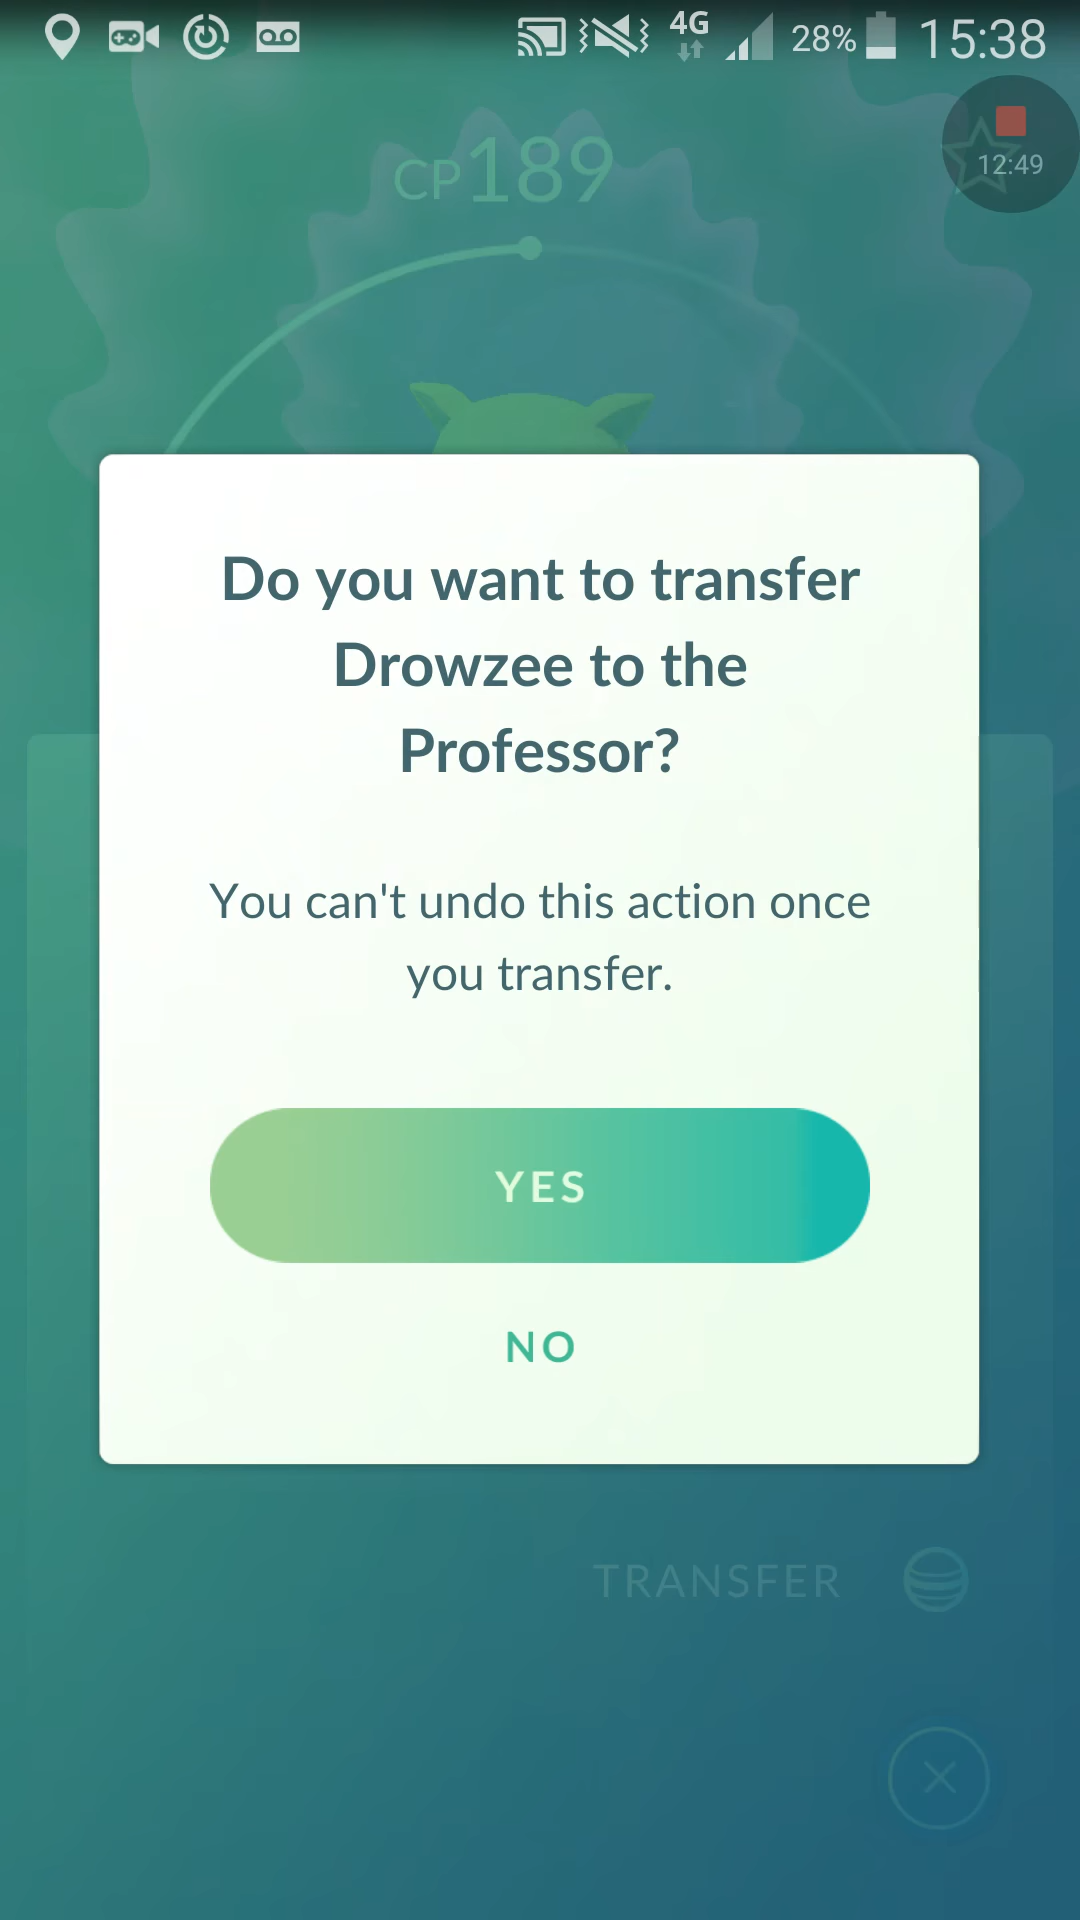 4G 28% 15:38
12:49
CP189
Do you want to transfer
Drowzee to the
Professor?
You can't undo this action once
you transfer.
YES
NO
TRANSFER